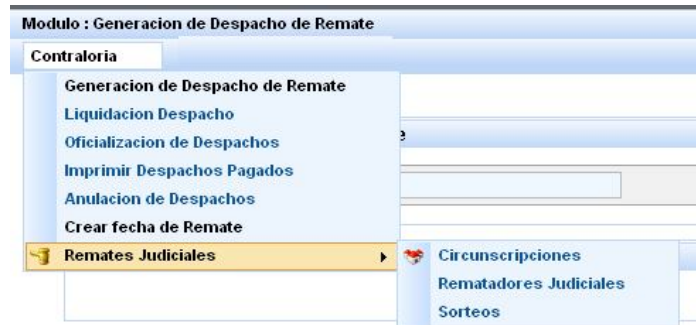 Modulo : Generacion de Despacho de Remate
Contraloria
Generacion de Despacho de Remate
Liquidacion Despacho
Oficializacion de Despachos
Imprimir Despachos Pagados
Anulacion de Despachos
Crear fecha de Remate
Remates Judiciales
Circunscripciones
Rematadores Judiciales
Sorteos